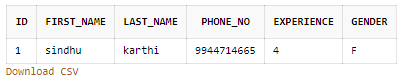 ID FIRST_NAME LAST_NAME PHONE_NO EXPERIENCE GENDER
1 sindhu karthi 9944714665 4 F
Download CSV